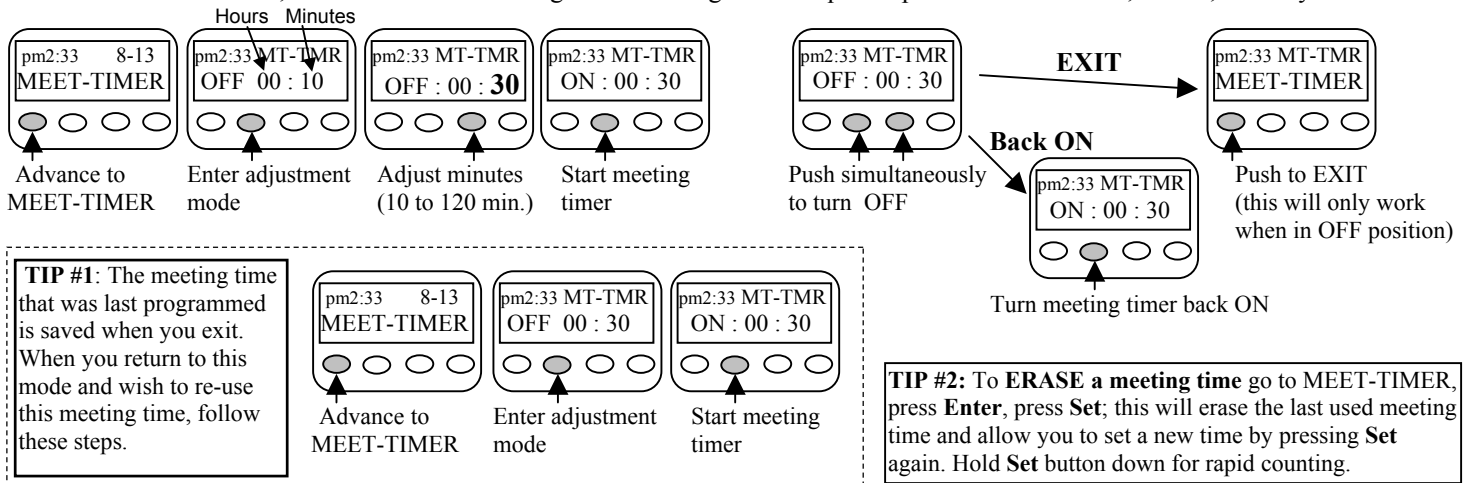 Hours Minutes
pm2:33 8-13
MEET-TIMER
Advance to
MEET-TIMER
pm2:33 MT-TMR
OFF 00 : 10
Enter adjustment
mode
pm2:33 MT-TMR
OFF : 00 : 30
Adjust minutes
(10 to 120 min.)
pm2:33 MT-TMR
ON : 00 : 30
Start meeting
timer
pm2:33 MT-TMR
OFF : 00 : 30
Push simultaneously
to turn OFF
EXIT
Back ON
pm2:33 MT-TMR
MEET-TIMER
Push to EXIT
(this will only work
when in OFF position)
pm2:33 MT-TMR
ON : 00 : 30
Turn meeting timer back ON
TIP #1: The meeting time
that was last programmed
is saved when you exit.
When you return to this
mode and wish to re-use
this meeting time, follow
these steps.
pm2:33 8-13
MEET-TIMER
Advance to
MEET-TIMER
pm2:33 MT-TMR
OFF 00 : 30
Enter adjustment
mode
pm2:33 MT-TMR
ON : 00 : 30
Start meeting
timer
TIP #2: To ERASE a meeting time go to MEET-TIMER,
press Enter, press Set; this will erase the last used meeting
time and allow you to set a new time by pressing Set
again. Hold Set button down for rapid counting.